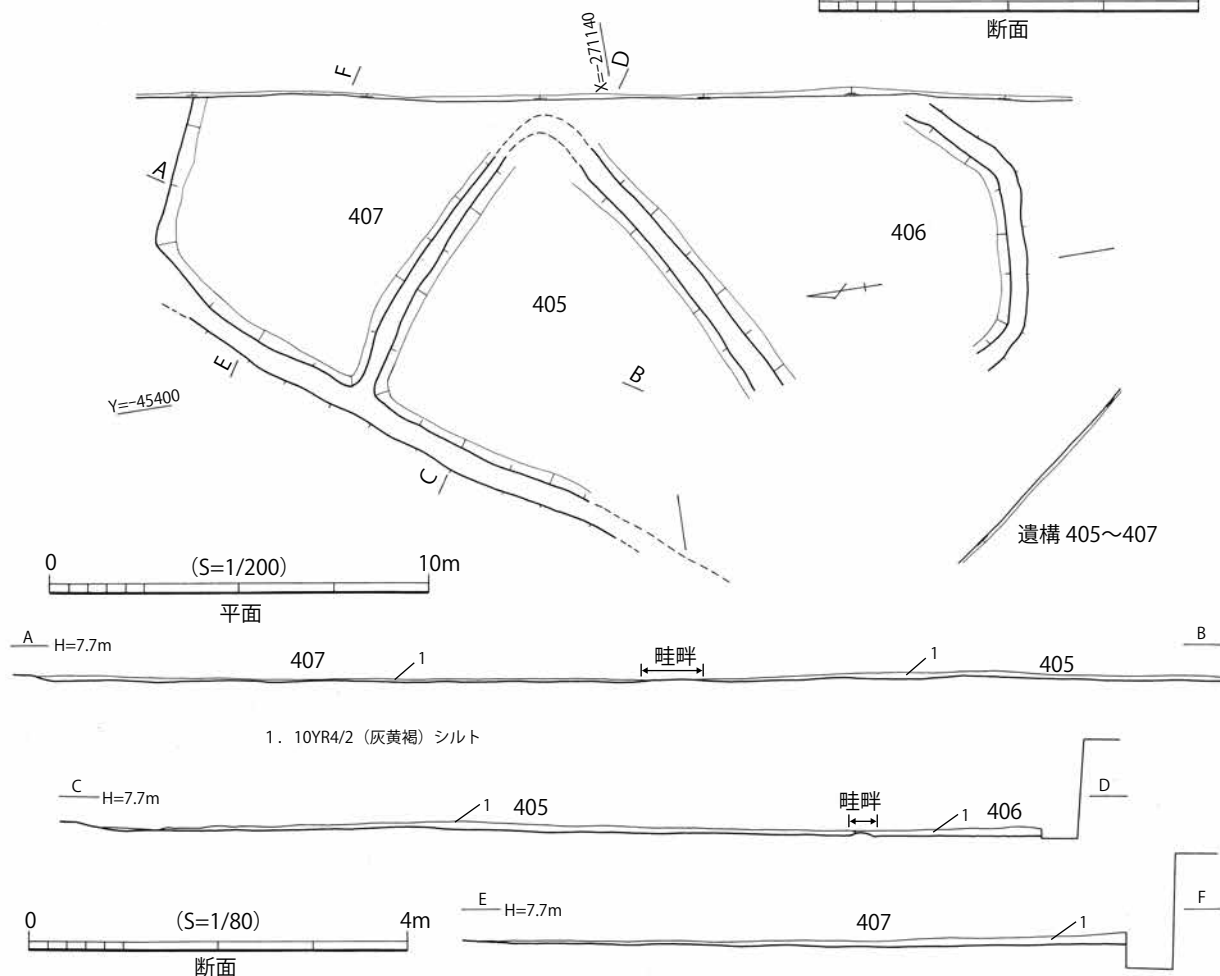 断面
X=-271140
F
D
A
407
406
405
E
B
Y=-45400
C
遺構 405～407
0 (S=1/200) 10m
平面
A H=7.7m 407 1 畦畔 1 405 B
1. 10YR4/2（灰黄褐）シルト
C H=7.7m 1 405 畦畔 1 406 D
0 (S=1/80) 4m
断面
E H=7.7m 407 1 F